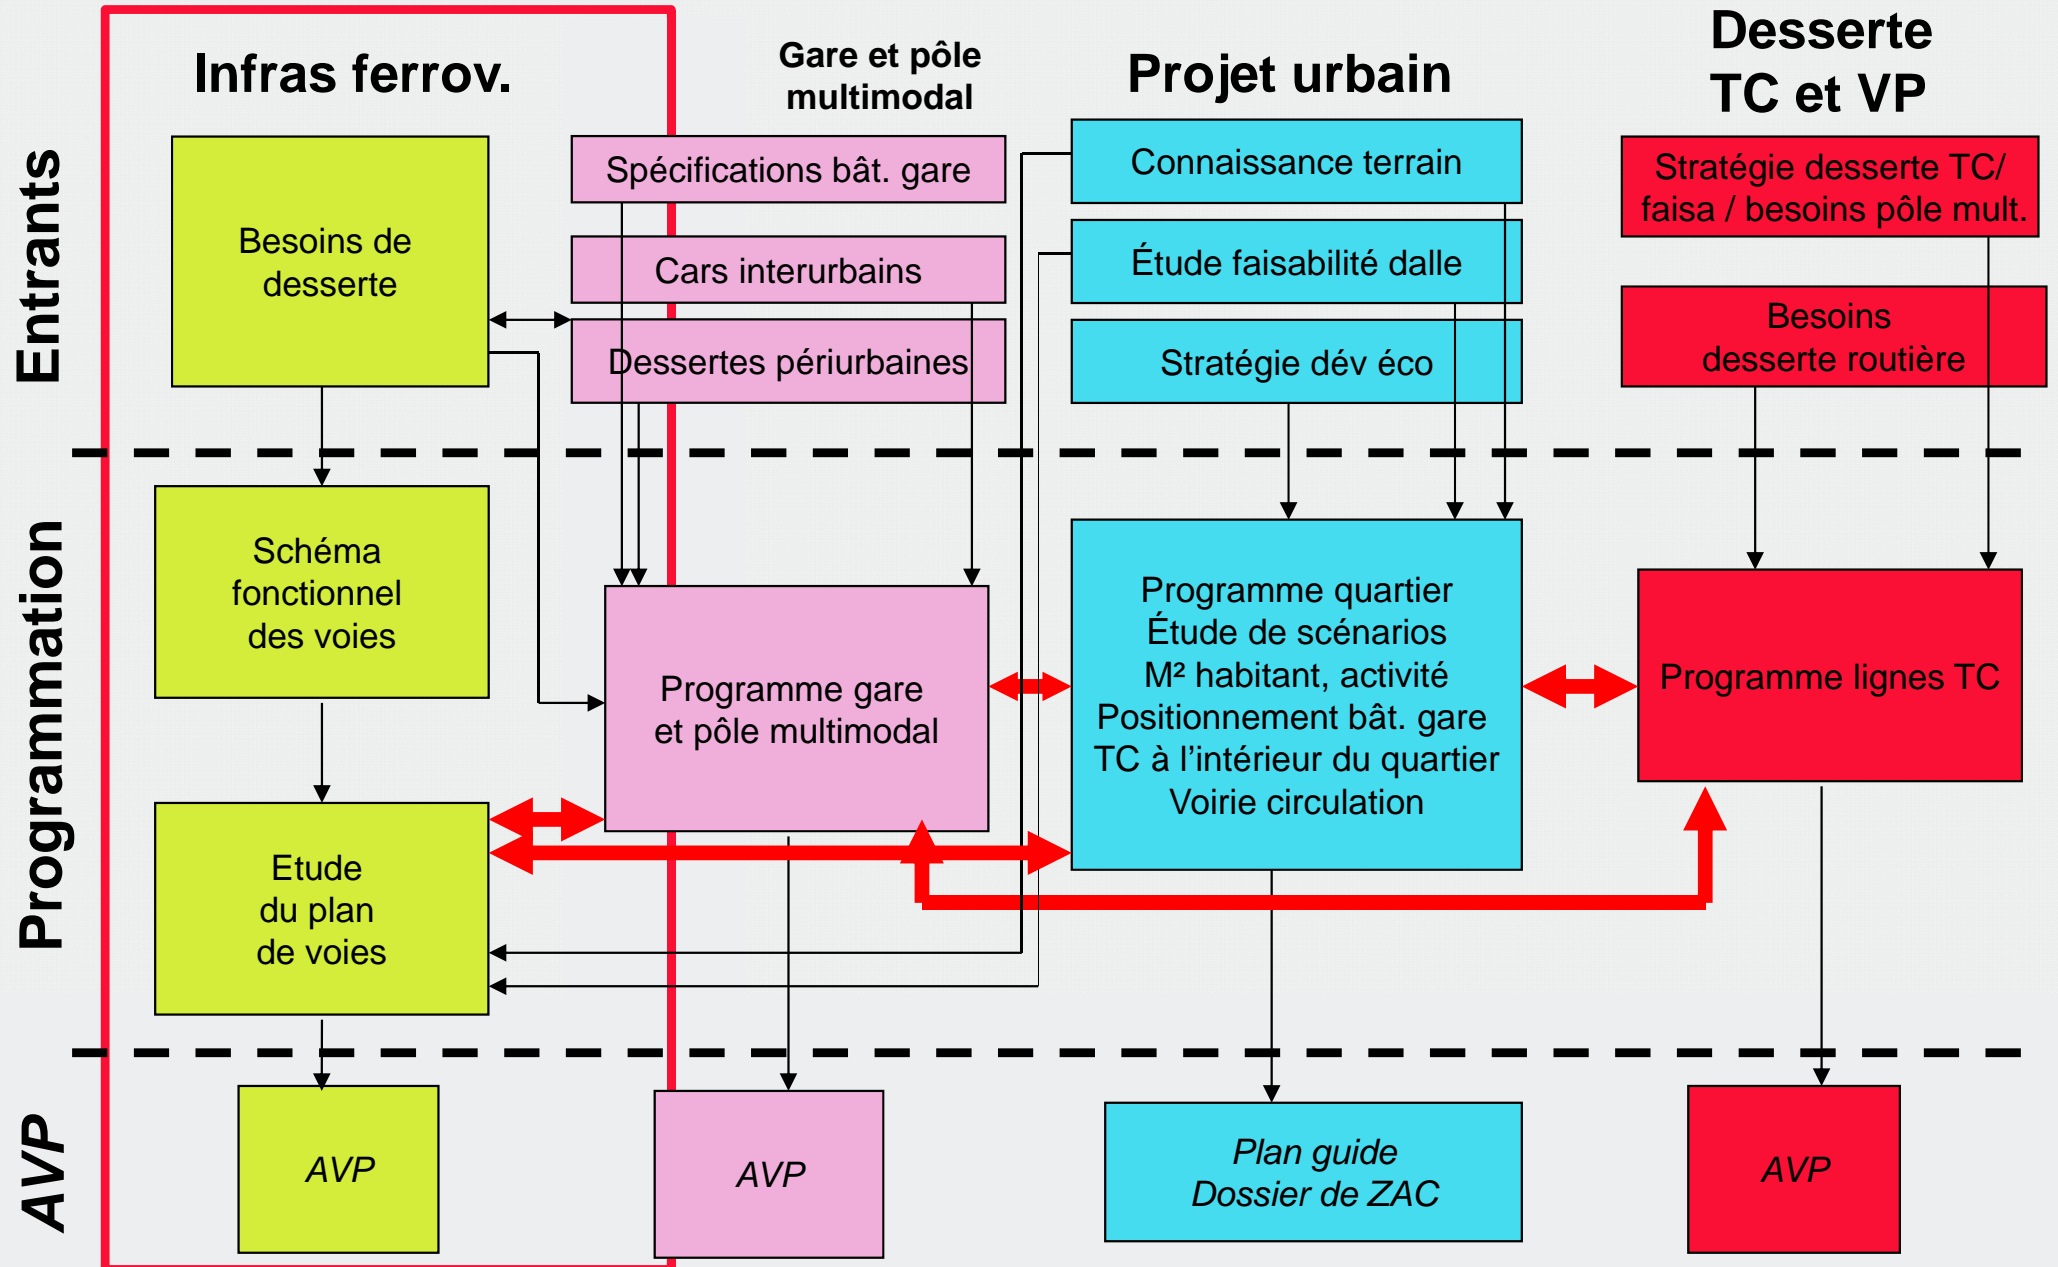 Infras ferrov.
Gare et pôle
multimodal
Projet urbain
Desserte
TC et VP
Entrants
Besoins de
desserte
Spécifications bât. gare
Cars interurbains
Dessertes périurbaines
Connaissance terrain
Étude faisabilité dalle
Stratégie dév éco
Stratégie desserte TC/
faisa / besoins pôle mult.
Besoins
desserte routière
Programmation
Schéma
fonctionnel
des voies
Etude
du plan
de voies
Programme gare
et pôle multimodal
Programme quartier
Étude de scénarios
M² habitant, activité
Positionnement bât. gare
TC à l’intérieur du quartier
Voirie circulation
Programme lignes TC
AVP
AVP
AVP
Plan guide
Dossier de ZAC
AVP